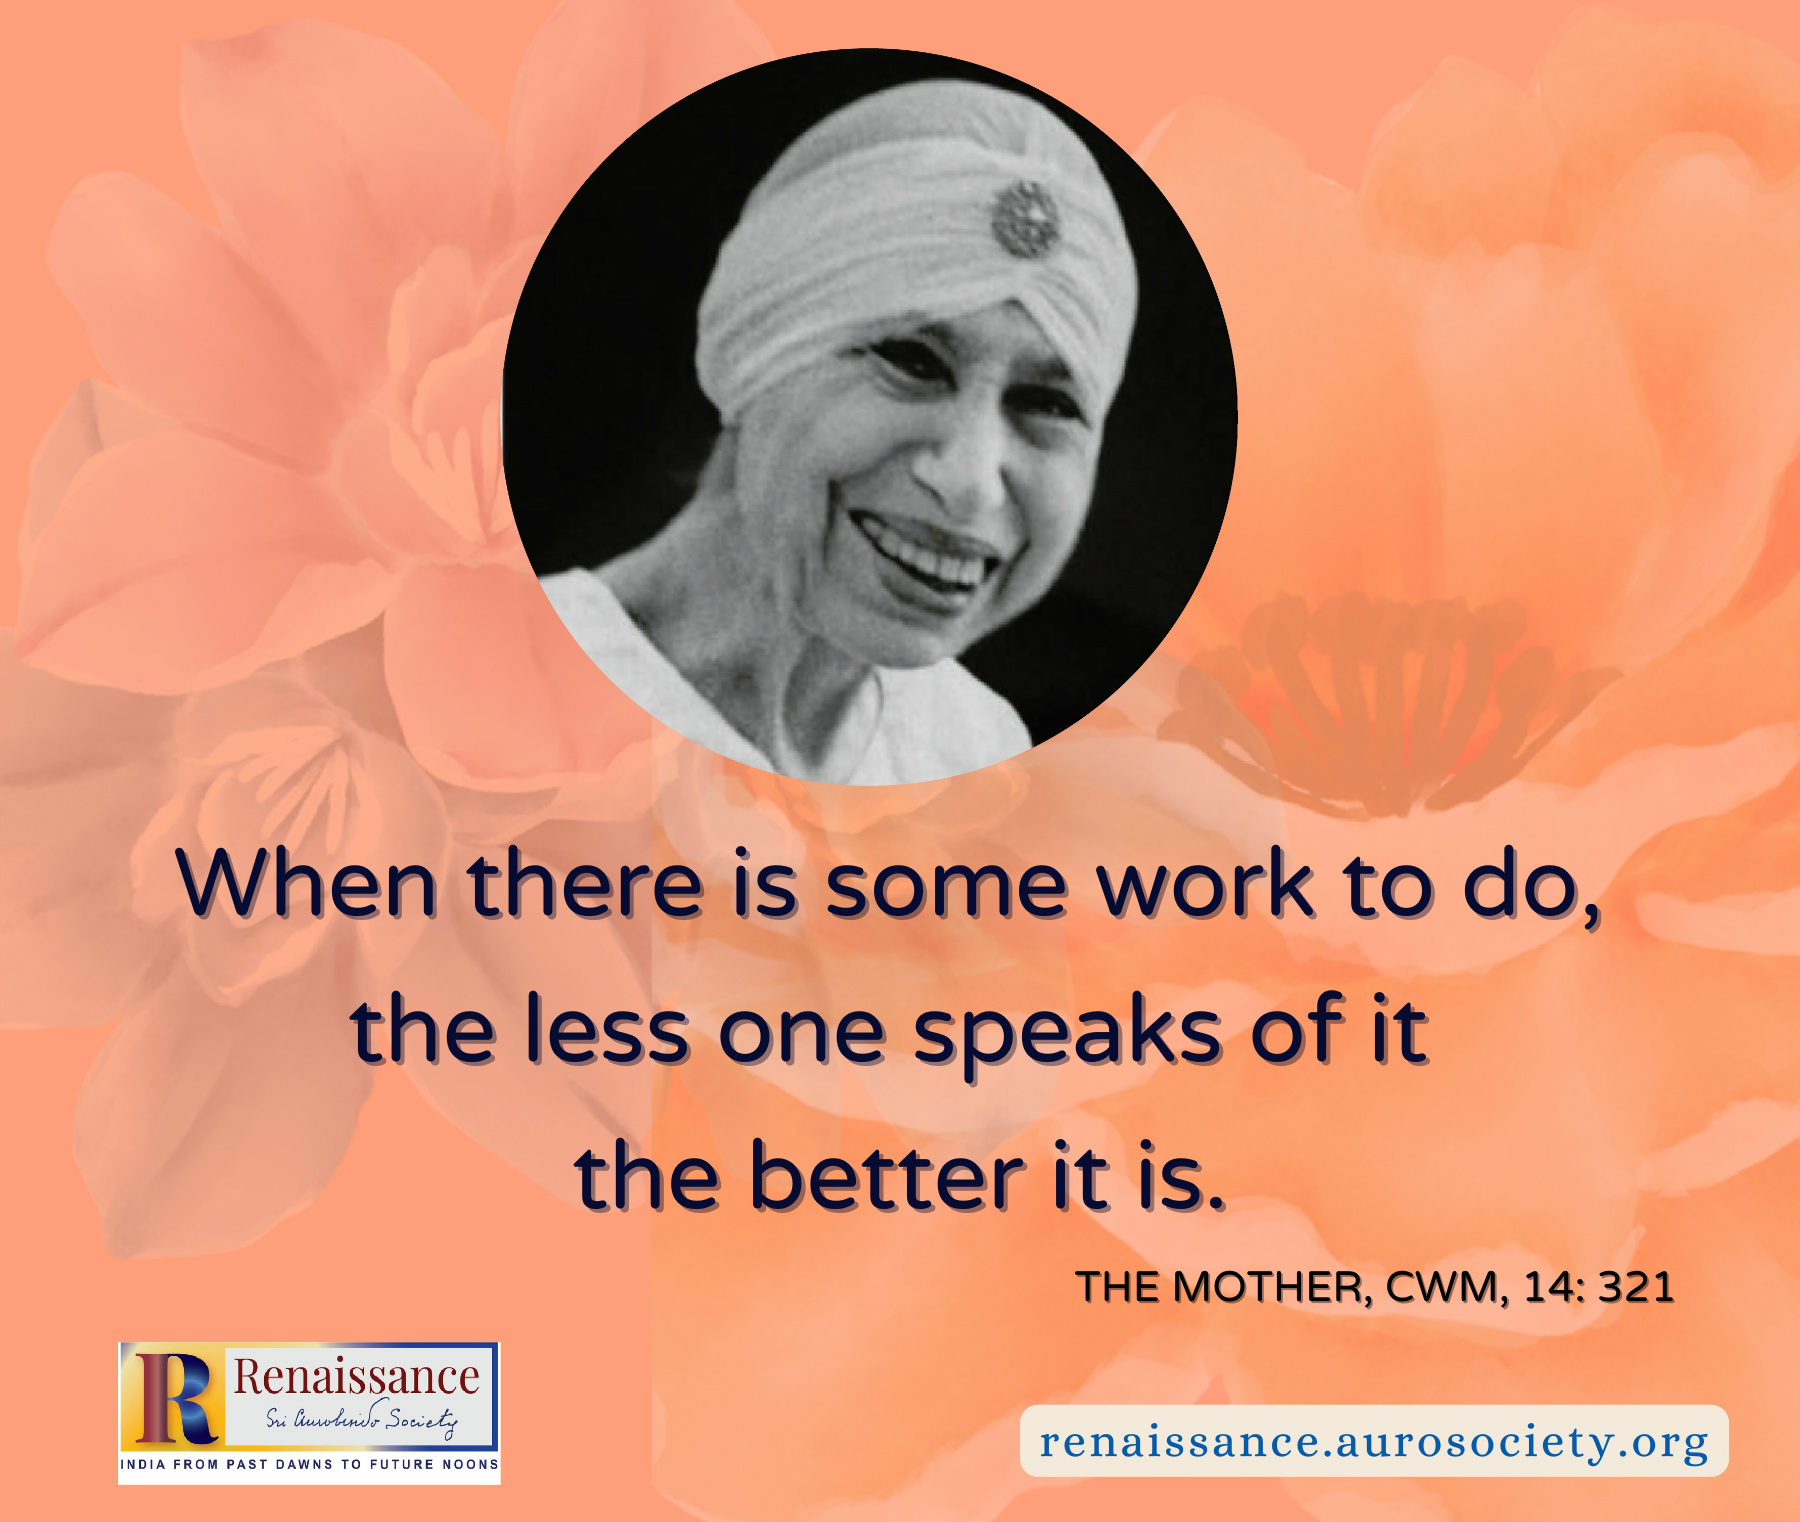 When there is some work to do,
the less one speaks of it
the better it is.
THE MOTHER, CWM, 14: 321
R Renaissance
Sri Aurobindo Society
INDIA FROM PAST DAWNS TO FUTURE NOONS
renaissance.aurosociety.org